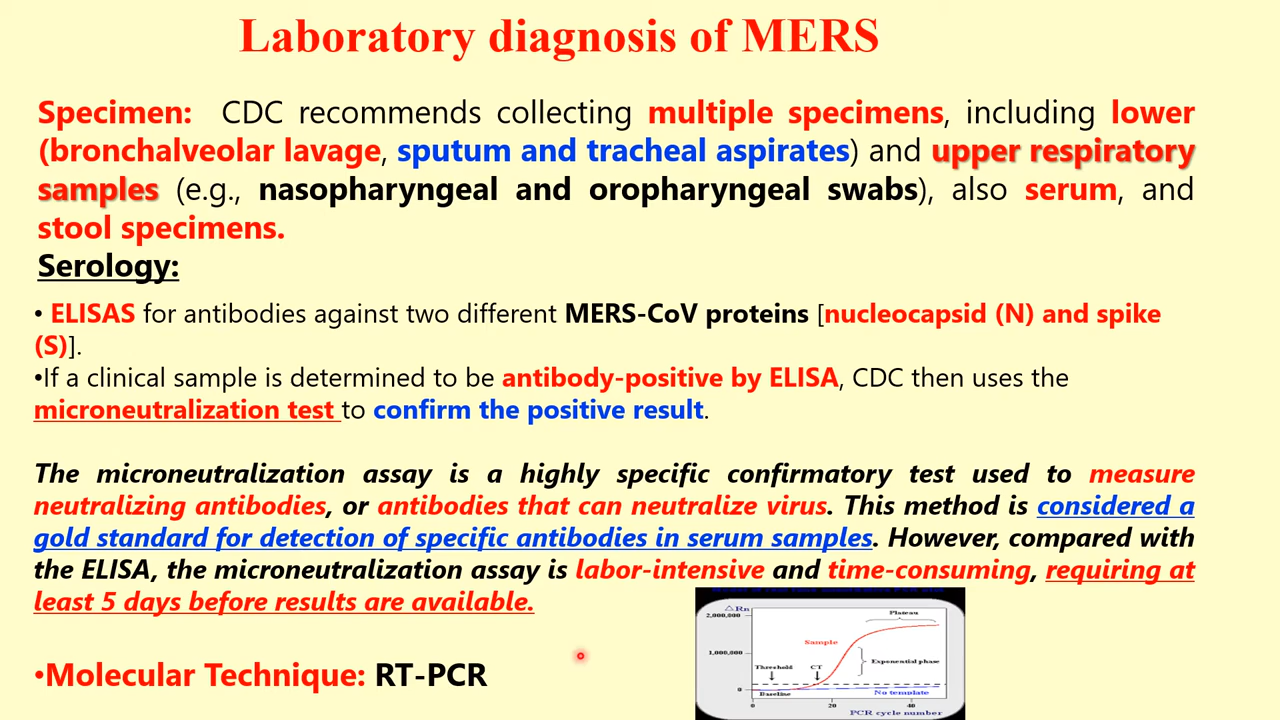 Laboratory diagnosis of MERS
Specimen: CDC recommends collecting multiple specimens, including lower
(bronchalveolar lavage, sputum and tracheal aspirates) and upper respiratory
samples (e.g., nasopharyngeal and oropharyngeal swabs), also serum, and
stool specimens.
Serology:
• ELISAS for antibodies against two different MERS-CoV proteins [nucleocapsid (N) and spike
(S)].
•If a clinical sample is determined to be antibody-positive by ELISA, CDC then uses the
microneutralization test to confirm the positive result.
The microneutralization assay is a highly specific confirmatory test used to measure
neutralizing antibodies, or antibodies that can neutralize virus. This method is considered a
gold standard for detection of specific antibodies in serum samples. However, compared with
the ELISA, the microneutralization assay is labor-intensive and time-consuming, requiring at
least 5 days before results are available.
•Molecular Technique: RT-PCR
△Rn
2,000,000
Plateau
Sample
1,000,000
Exponential phase
Threshold
CT
0
Baseline
No template
0
20
40
PCR cycle number